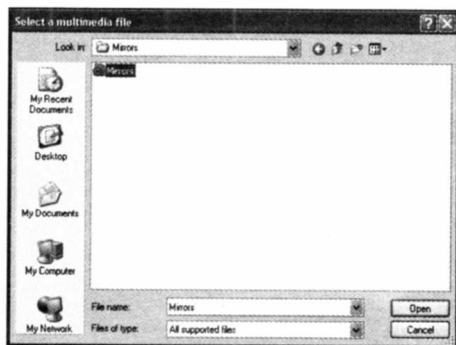 Select a multimedia file
Look in:
Mirrors
Mirrors
My Recent
Documents
Desktop
My Documents
My Computer
My Network
File name:
Mirrors
Open
Files of type:
All supported files
Cancel